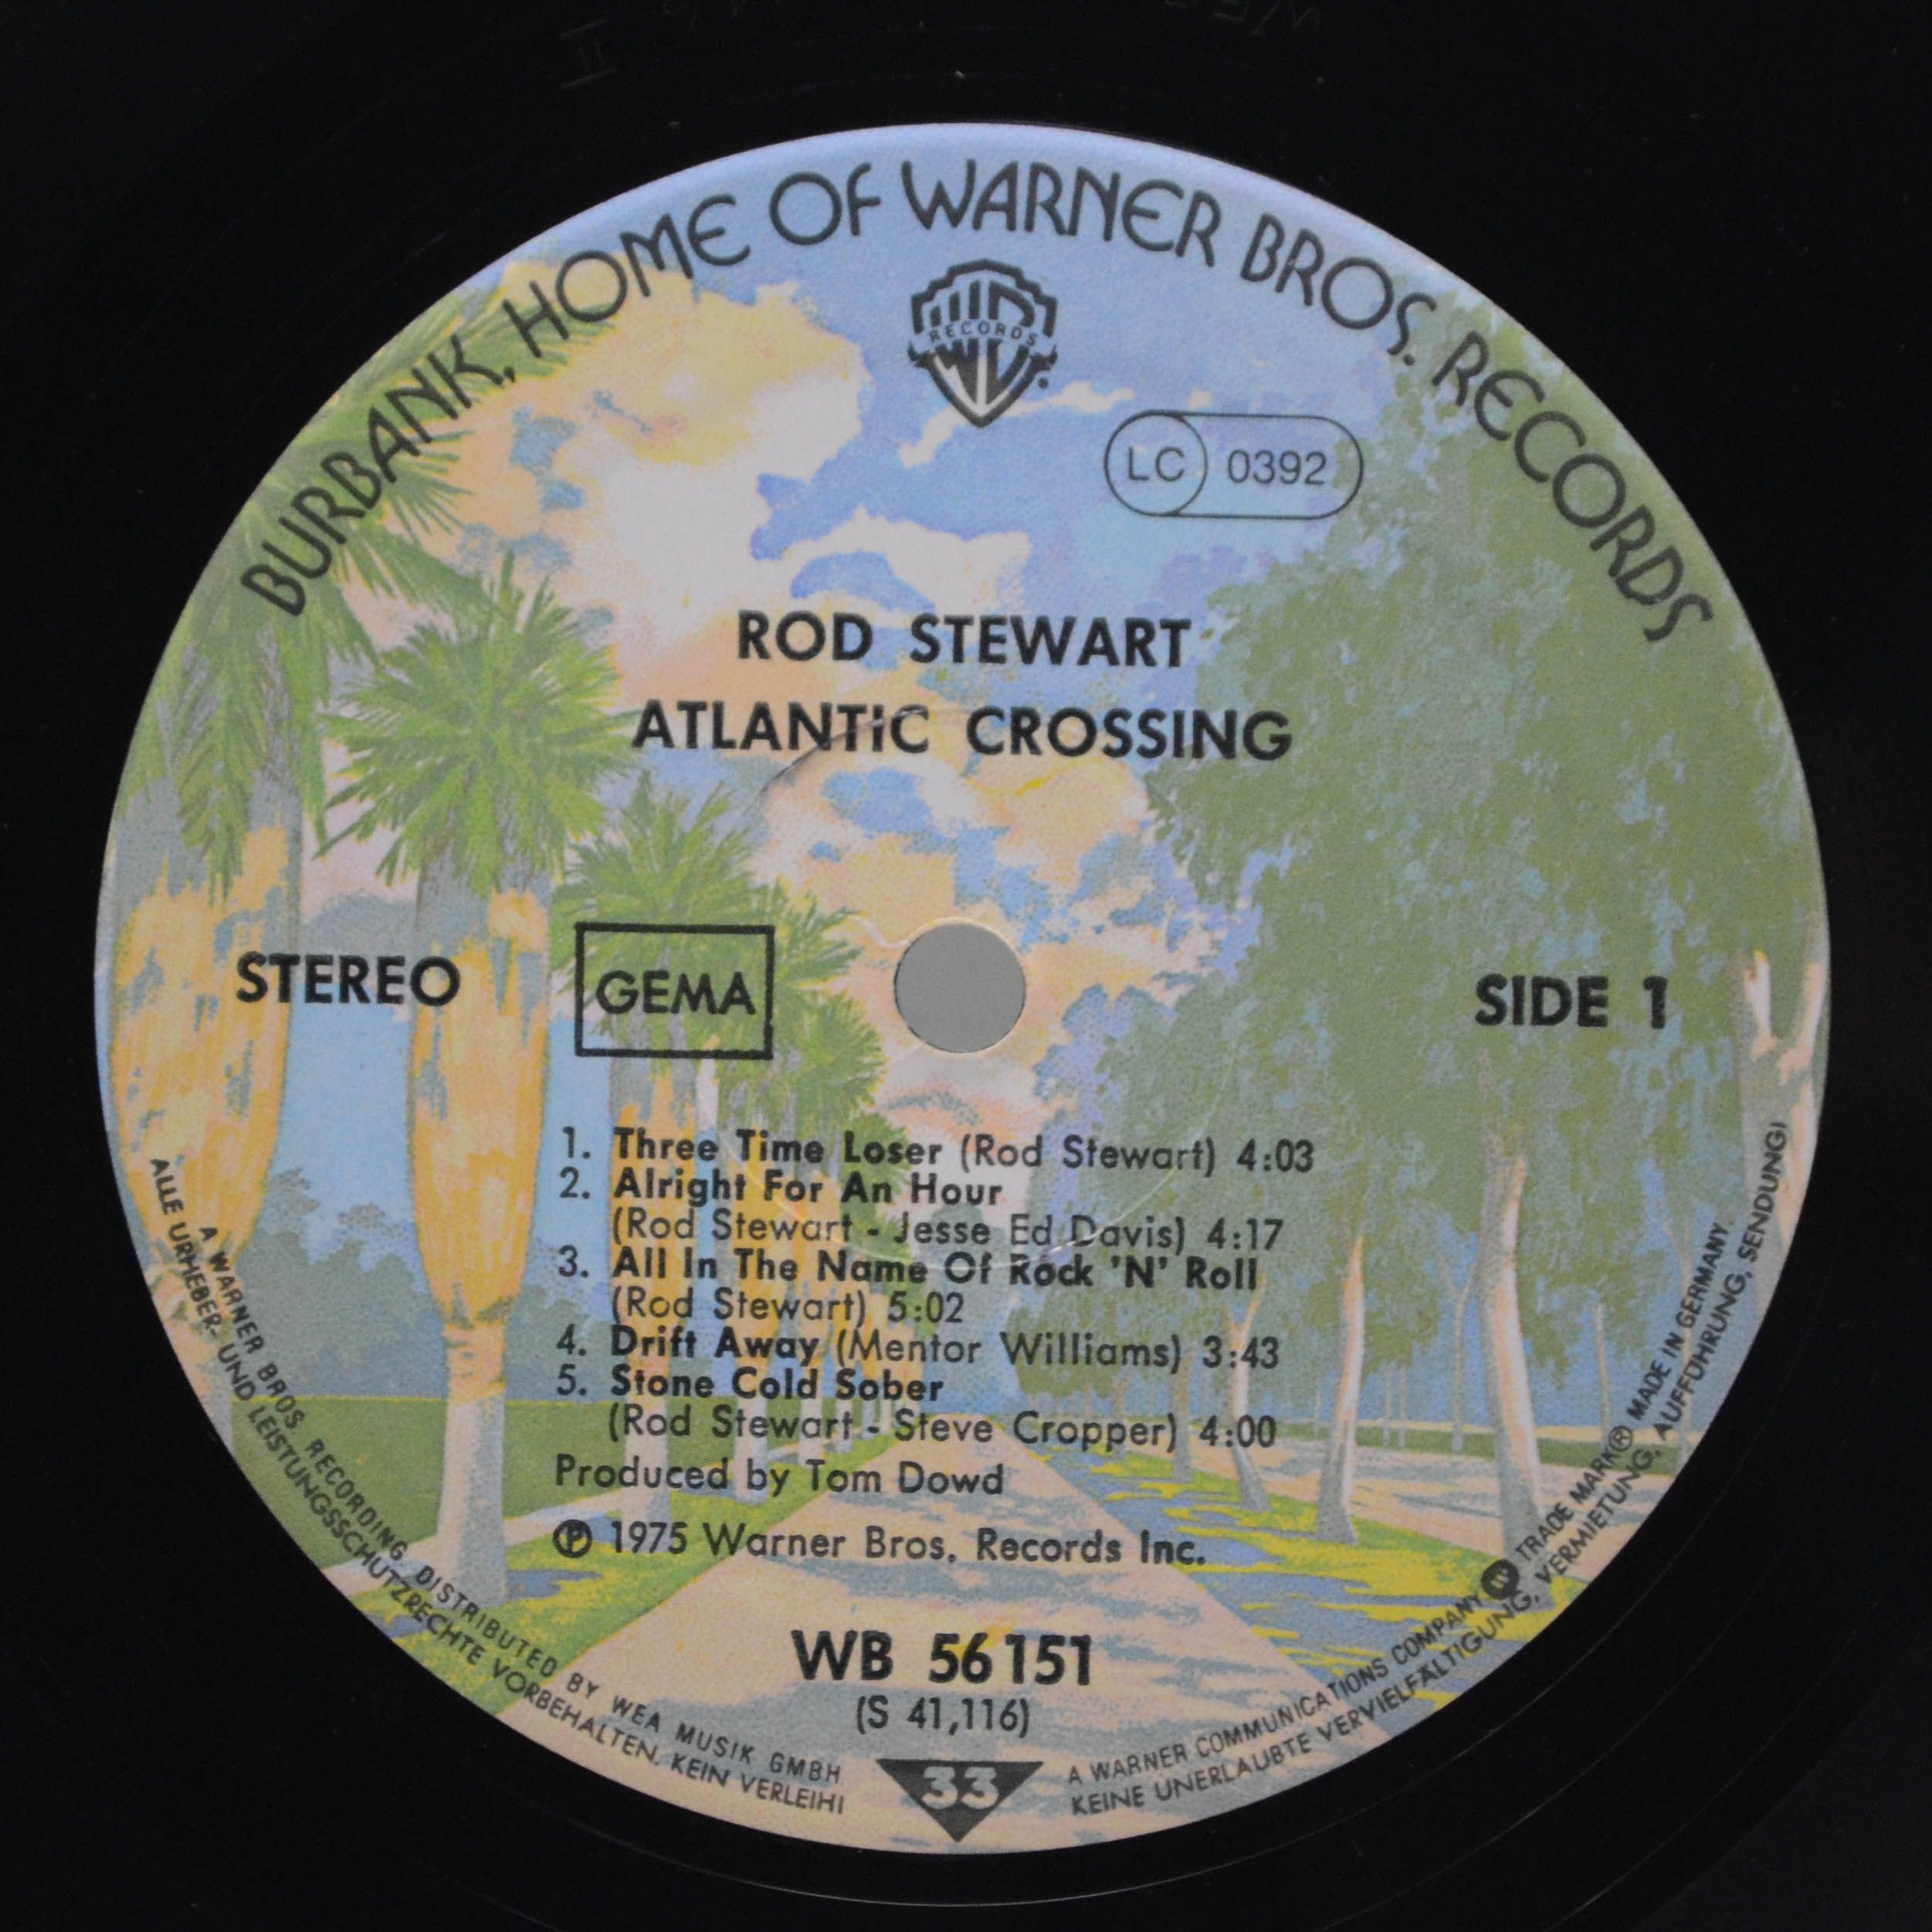 BURBANK, HOME OF WARNER BROS. RECORDS
RECORDS
LC 0392
ROD STEWART
ATLANTIC CROSSING
STEREO
GEMA
SIDE 1
1. Three Time Loser (Rod Stewart) 4:03
2. Alright For An Hour
(Rod Stewart - Jesse Ed Davis) 4:17
3. All In The Name Of Rock 'N' Roll
(Rod Stewart) 5:02
4. Drift Away (Mentor Williams) 3:43
5. Stone Cold Sober
(Rod Stewart - Steve Cropper) 4:00
Produced by Tom Dowd
℗ 1975 Warner Bros. Records Inc.
WB 56 151
(S 41,116)
33
A WARNER BROS. RECORDING. DISTRIBUTED BY WEA MUSIK GMBH
A WARNER COMMUNICATIONS COMPANY TRADE MARK® MADE IN GERMANY
ALLE URHEBER- UND LEISTUNGSSCHUTZRECHTE VORBEHALTEN. KEIN VERLEIH!
KEINE UNERLAUBTE VERVIELFÄLTIGUNG, VERMIETUNG, AUFFÜHRUNG, SENDUNG!